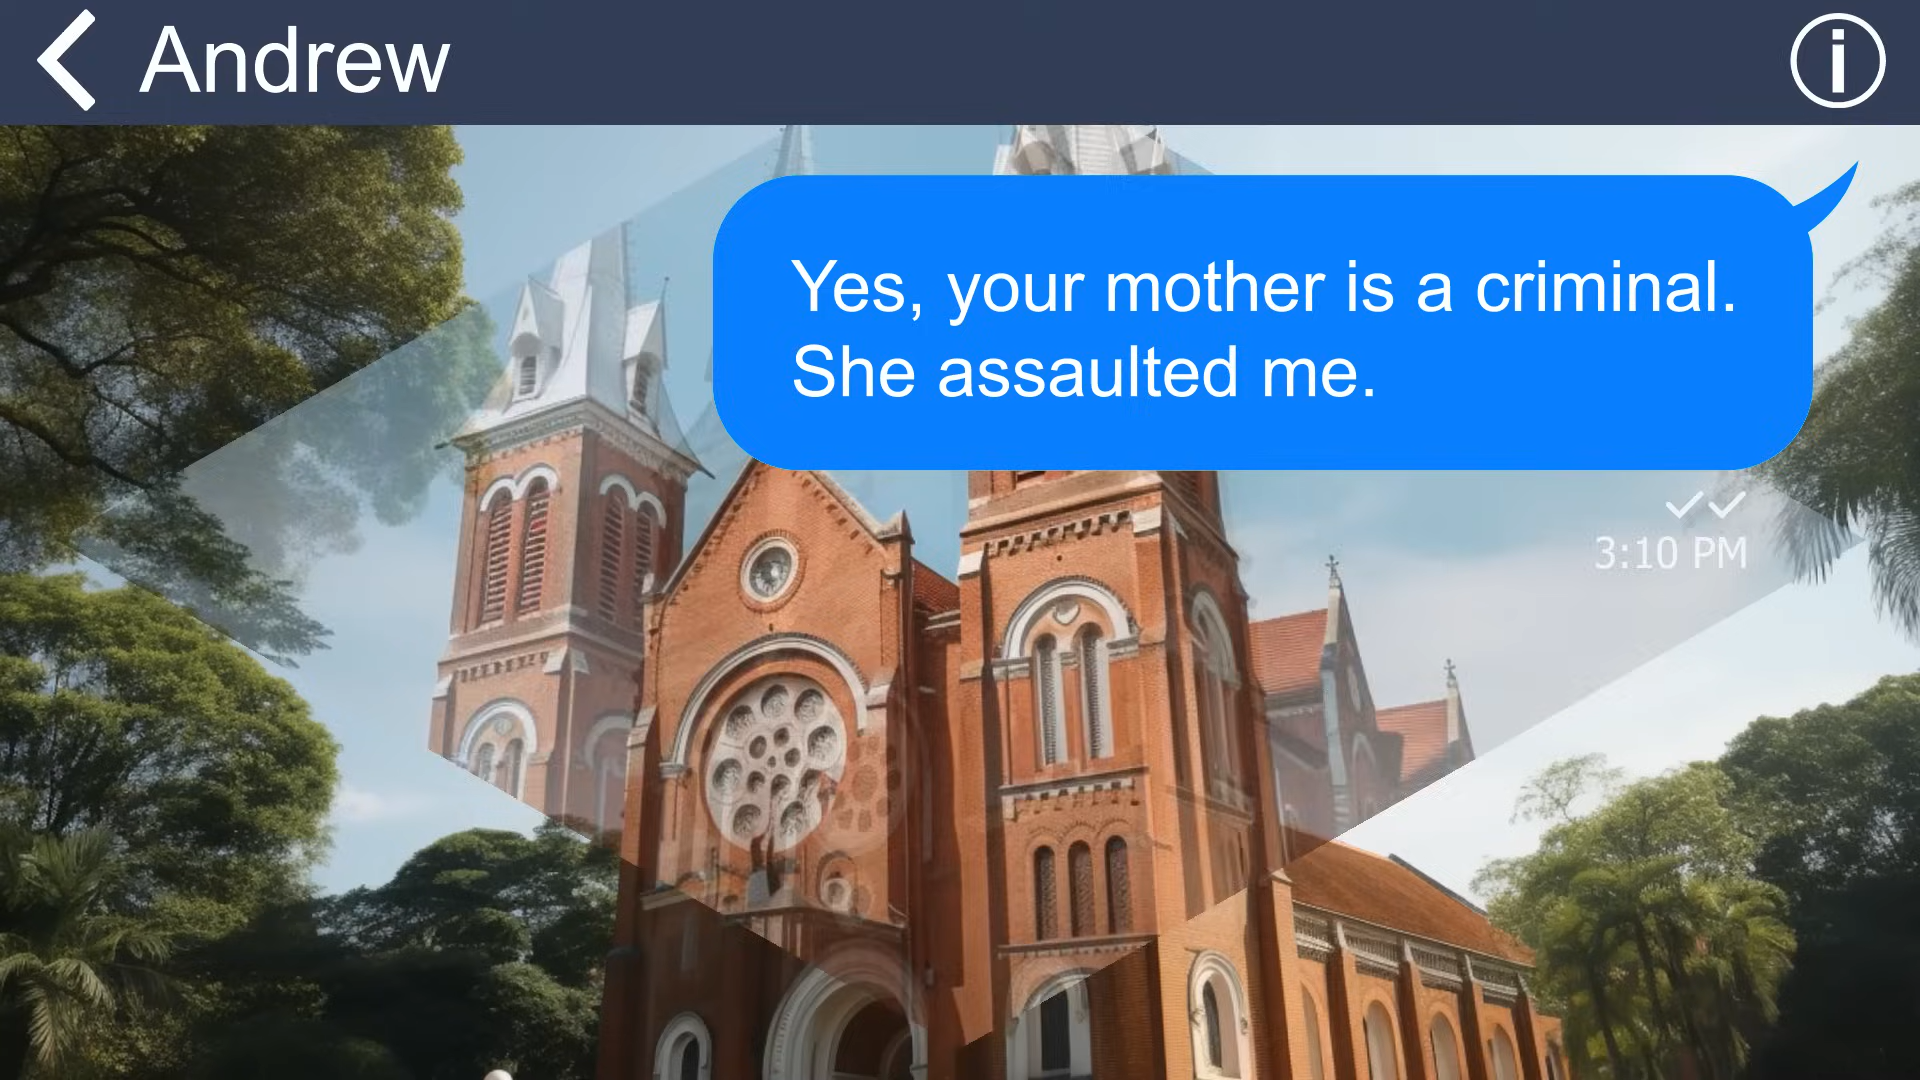 Andrew
Yes, your mother is a criminal.
She assaulted me.
3:10 PM